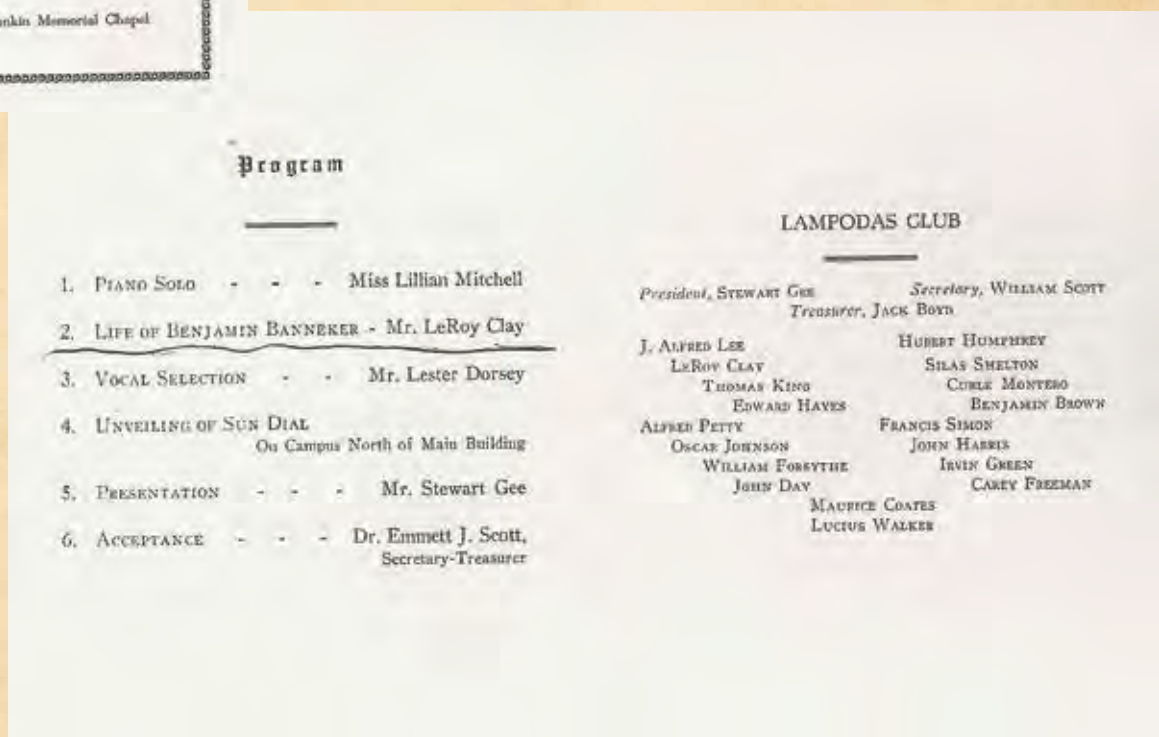 Memorial Chapel
Program
1. PIANO SOLO - - - Miss Lillian Mitchell
2. LIFE OF BENJAMIN BANNEKER - Mr. LeRoy Clay
3. VOCAL SELECTION - - Mr. Lester Dorsey
4. UNVEILING OF SUN DIAL
On Campus North of Main Building
5. PRESENTATION - - - Mr. Stewart Gee
6. ACCEPTANCE - - - Dr. Emmett J. Scott,
Secretary-Treasurer
LAMPODAS CLUB
President, STEWART GEE Secretary, WILLIAM SCOTT
Treasurer, JACK BOYD
J. ALFRED LEE HUBERT HUMPHREY
LEROY CLAY SILAS SHELTON
THOMAS KING CURLE MONTERO
EDWARD HAYES BENJAMIN BROWN
ALFRED PETTY FRANCIS SIMON
OSCAR JOHNSON JOHN HARRIS
WILLIAM FORSYTHE IRVIN GREEN
JOHN DAY CAREY FREEMAN
MAURICE COATES
LUCIUS WALKER